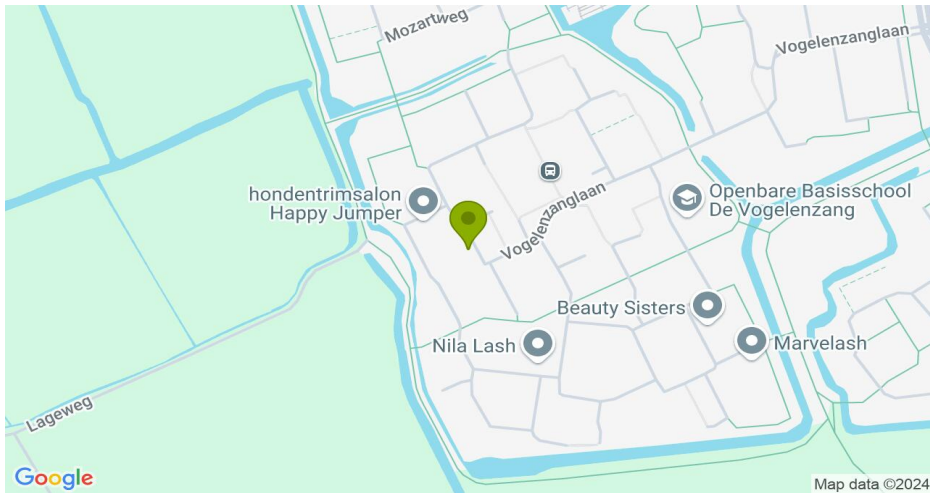 Mozartweg
Vogelenzanglaan
hondentrimsalon
Happy Jumper
Vogelenzanglaan
Openbare Basisschool
De Vogelenzang
Beauty Sisters
Nila Lash
Marvelash
Lageweg
Google
Map data ©2024